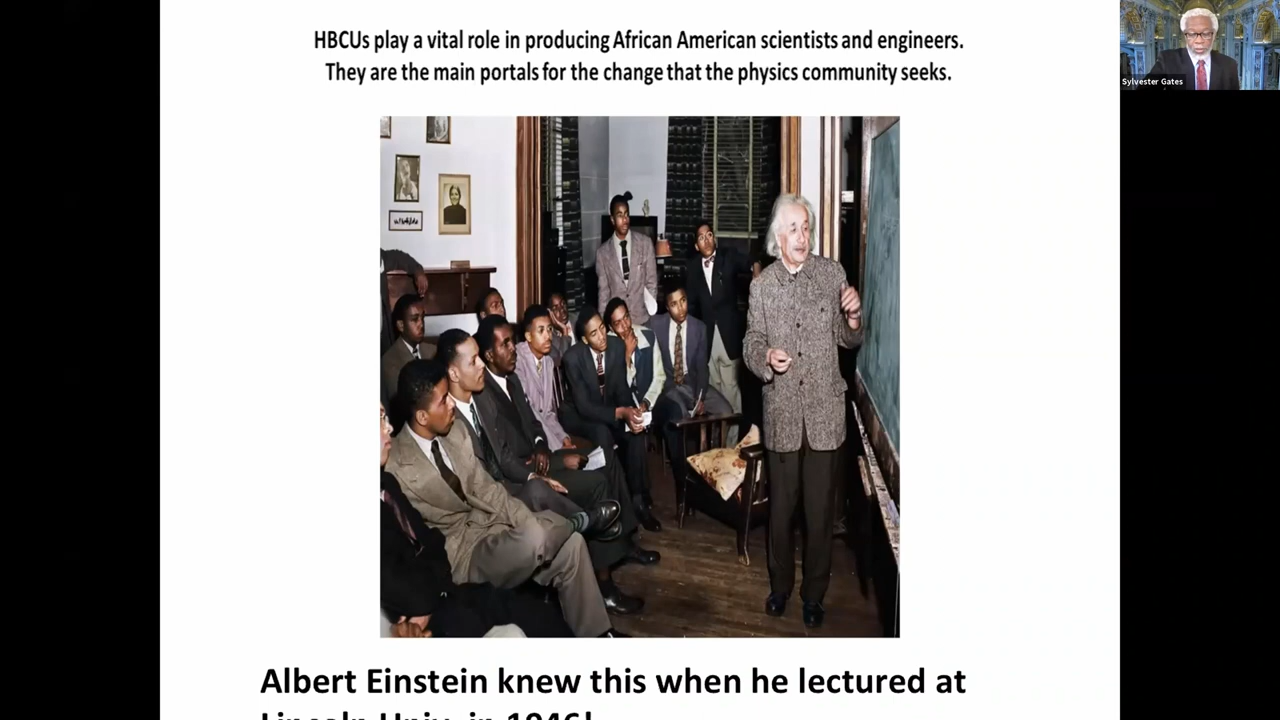 HBCUs play a vital role in producing African American scientists and engineers.
They are the main portals for the change that the physics community seeks.
Sylvester Gates
Albert Einstein knew this when he lectured at
Lincoln Univ. in 1946!